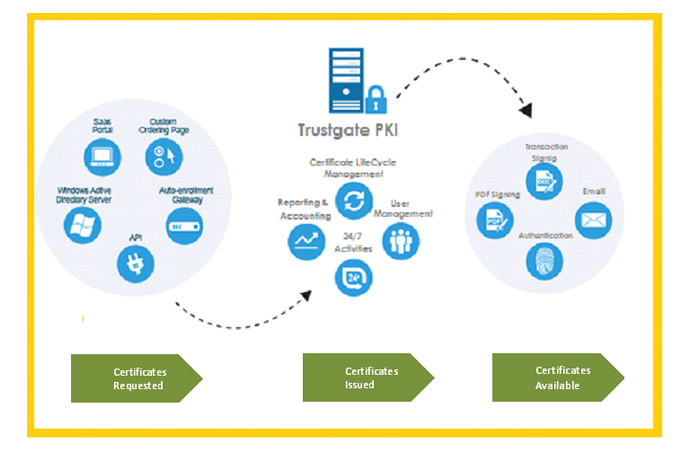 Saas
Portal
Custom
Ordering Page
Windows Active
Directory Server
Auto-enrollment
Gateway
API
Trustgate PKI
Certificate LifeCycle
Management
Reporting &
Accounting
User
Management
24/7
Activities
24*
Transaction
Signig
PDF Signing
PDF
Email
Authentication
Certificates
Requested
Certificates
Issued
Certificates
Available